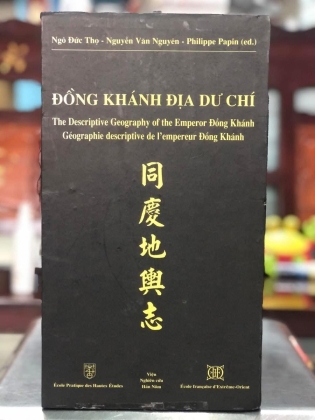 Ngô Đức Thọ - Nguyễn Văn Nguyên - Philippe Papin (ed.)
ĐỒNG KHÁNH ĐỊA DƯ CHÍ
The Descriptive Geography of the Emperor Đồng Khánh
Géographie descriptive de l'empereur Đồng Khánh
同
慶
地
輿
志
École Pratique des Hautes Études
Viện
Nghiên cứu
Hán Nôm
École française d'Extrême-Orient